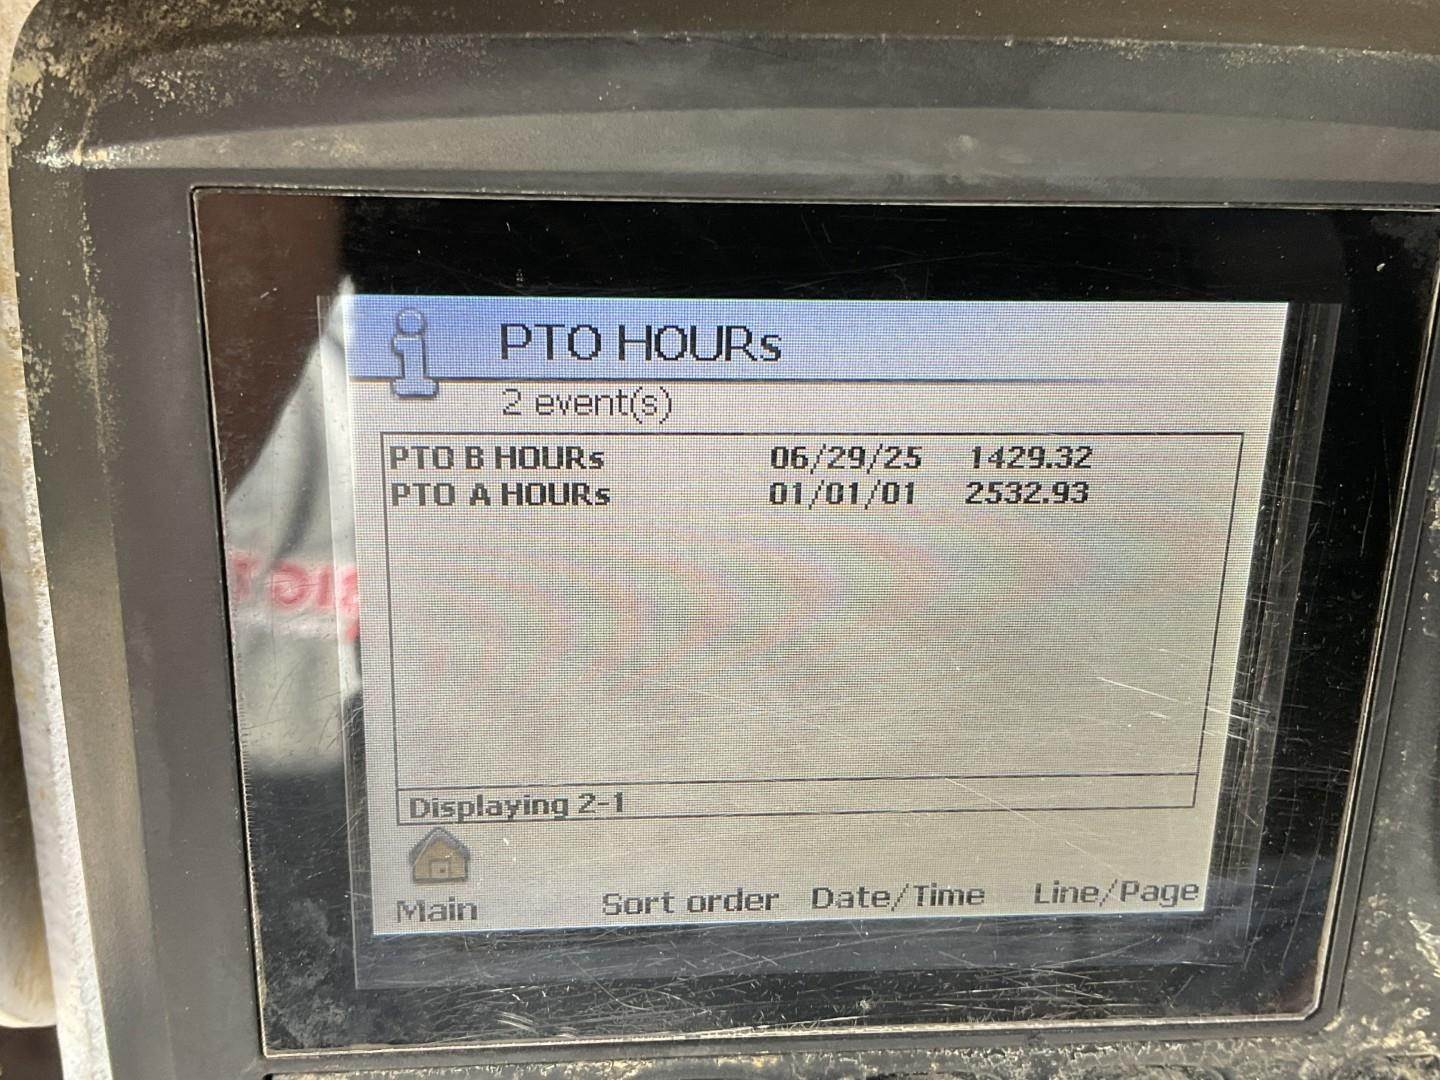 PTO HOURs
2 event(s)
PTO B HOURs 06/29/25 1429.32
PTO A HOURs 01/01/01 2532.93
Displaying 2-1
Main Sort order Date/Time Line/Page